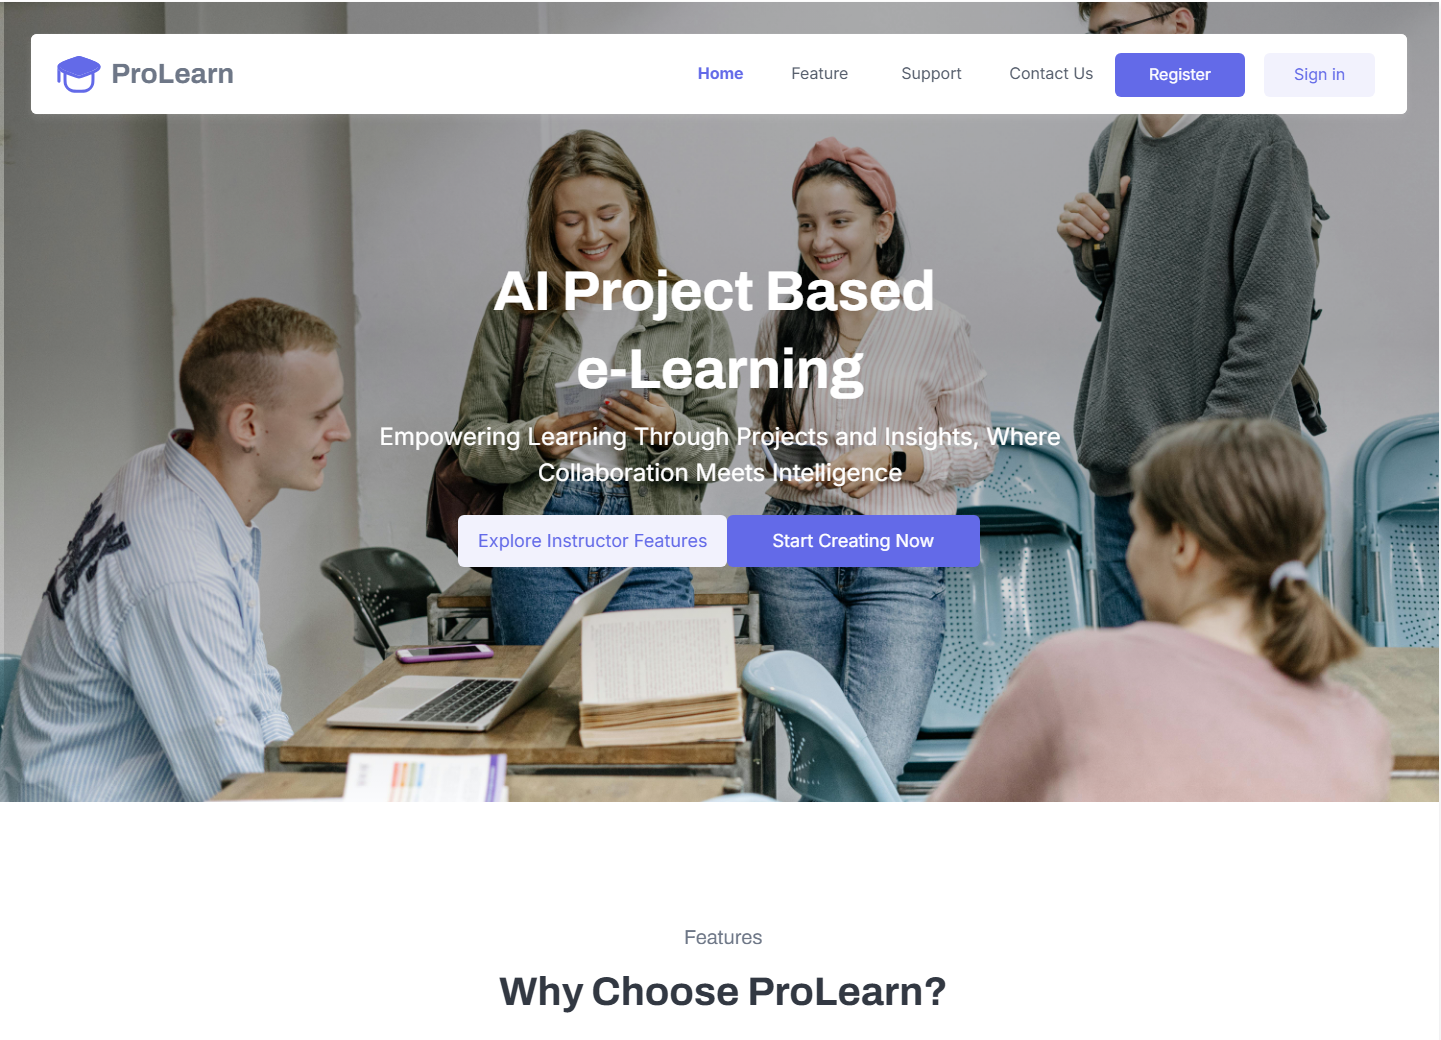 ProLearn
Home
Feature
Support
Contact Us
Register
Sign in
AI Project Based
e-Learning
Empowering Learning Through Projects and Insights, Where
Collaboration Meets Intelligence
Explore Instructor Features
Start Creating Now
Features
Why Choose ProLearn?